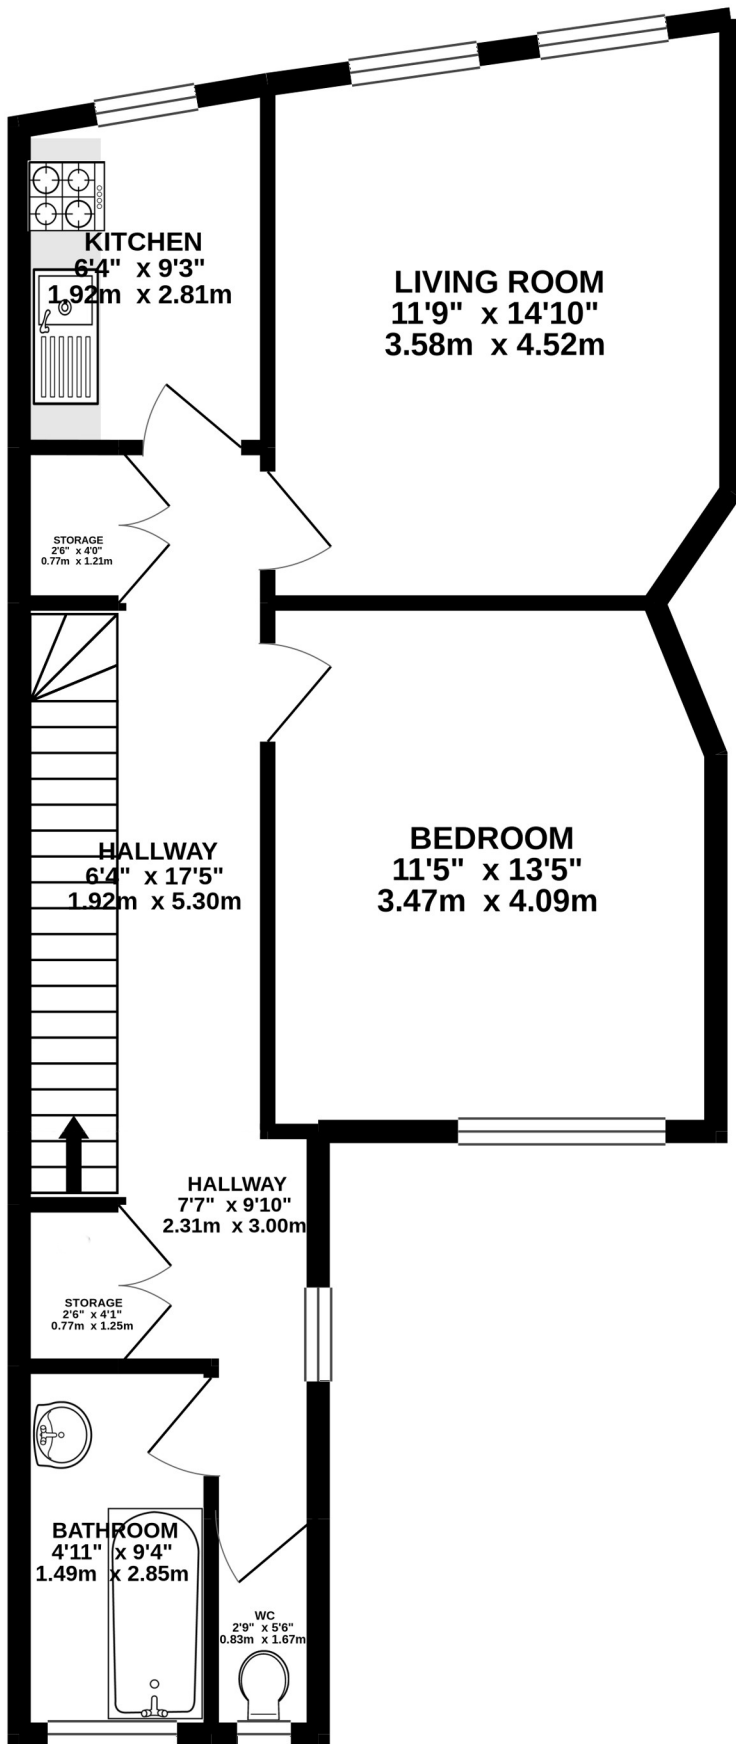 KITCHEN
6'4" x 9'3"
1.92m x 2.81m
LIVING ROOM
11'9" x 14'10"
3.58m x 4.52m
STORAGE
2'6" x 4'0"
0.77m x 1.21m
HALLWAY
6'4" x 17'5"
1.92m x 5.30m
BEDROOM
11'5" x 13'5"
3.47m x 4.09m
HALLWAY
7'7" x 9'10"
2.31m x 3.00m
STORAGE
2'6" x 4'1"
0.77m x 1.25m
BATHROOM
4'11" x 9'4"
1.49m x 2.85m
WC
2'9" x 5'6"
0.83m x 1.67m